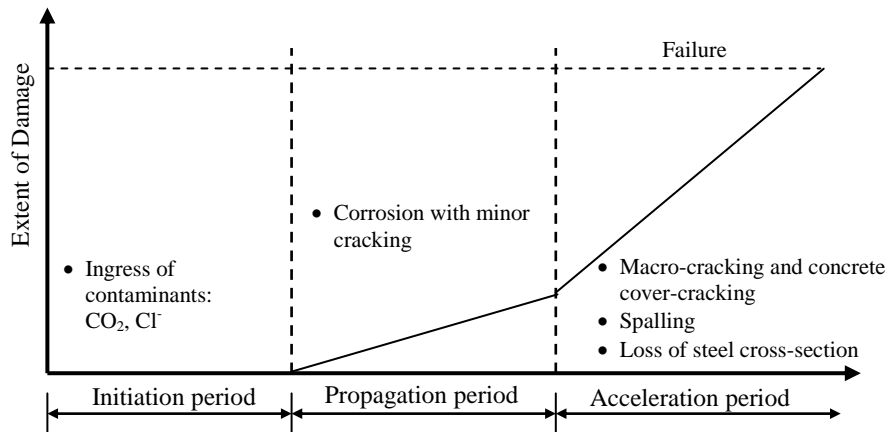 Failure
Extent of Damage
• Corrosion with minor
cracking
• Ingress of
contaminants:
CO₂, Cl⁻
• Macro-cracking and concrete
cover-cracking
• Spalling
• Loss of steel cross-section
Initiation period
Propagation period
Acceleration period